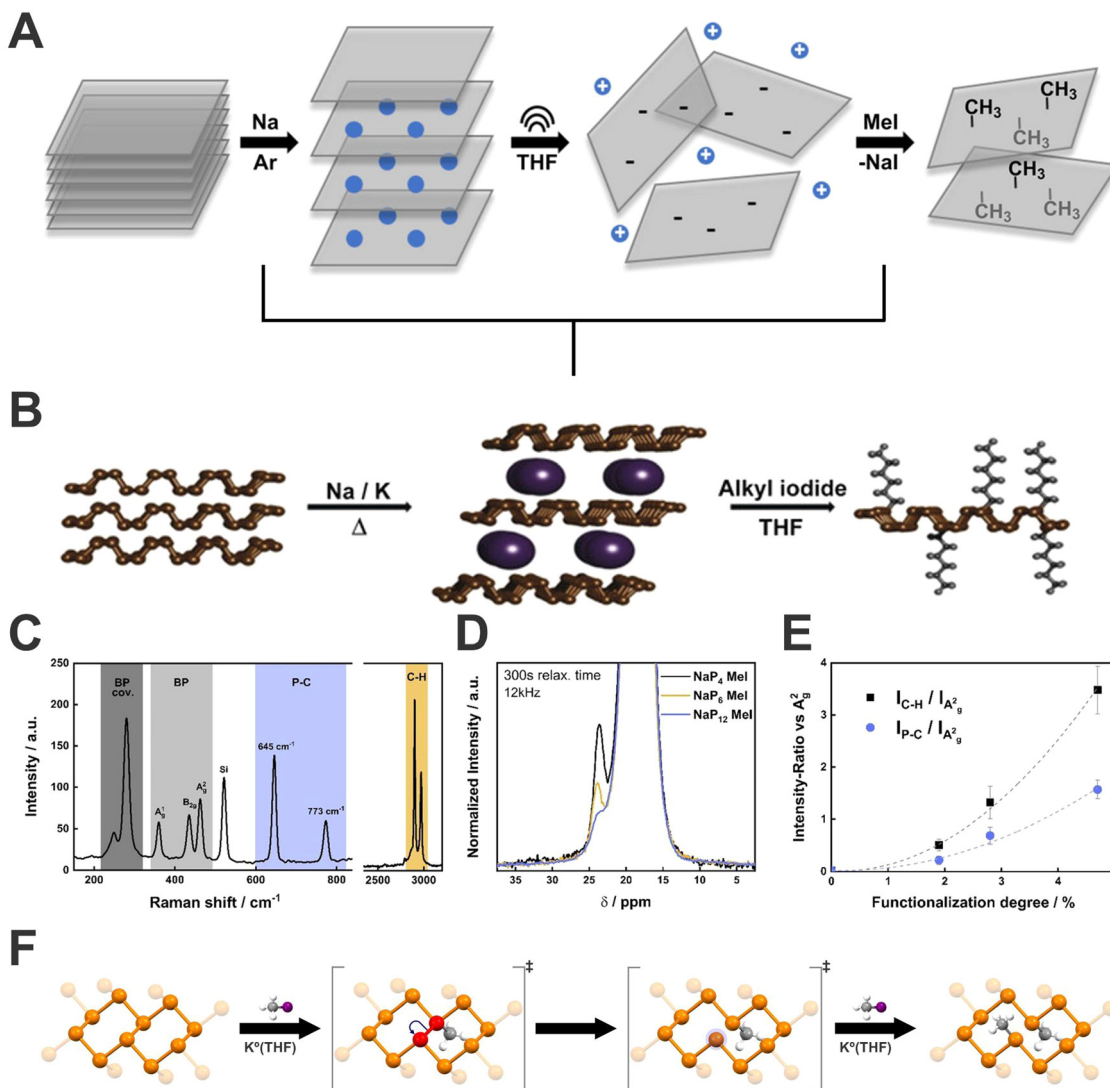 A
Na
Ar
THF
MeI
-NaI
CH₃
CH₃
CH₃
CH₃
CH₃
CH₃
B
Na / K
Δ
Alkyl iodide
THF
C
250
200
150
100
50
0
Intensity / a.u.
BP
cov.
BP
P-C
C-H
A¹g
B₂g
A²g
Si
645 cm⁻¹
773 cm⁻¹
200
400
600
800
2500
3000
Raman shift / cm⁻¹
D
300s relax. time
12kHz
NaP₄ MeI
NaP₆ MeI
NaP₁₂ MeI
Normalized Intensity / a.u.
35
30
25
20
15
10
5
δ / ppm
E
4
3
2
1
0
Intensity-Ratio vs A²g
I C-H / I A²g
I P-C / I A²g
0
1
2
3
4
Functionalization degree / %
F
K⁰(THF)
‡
‡
K⁰(THF)